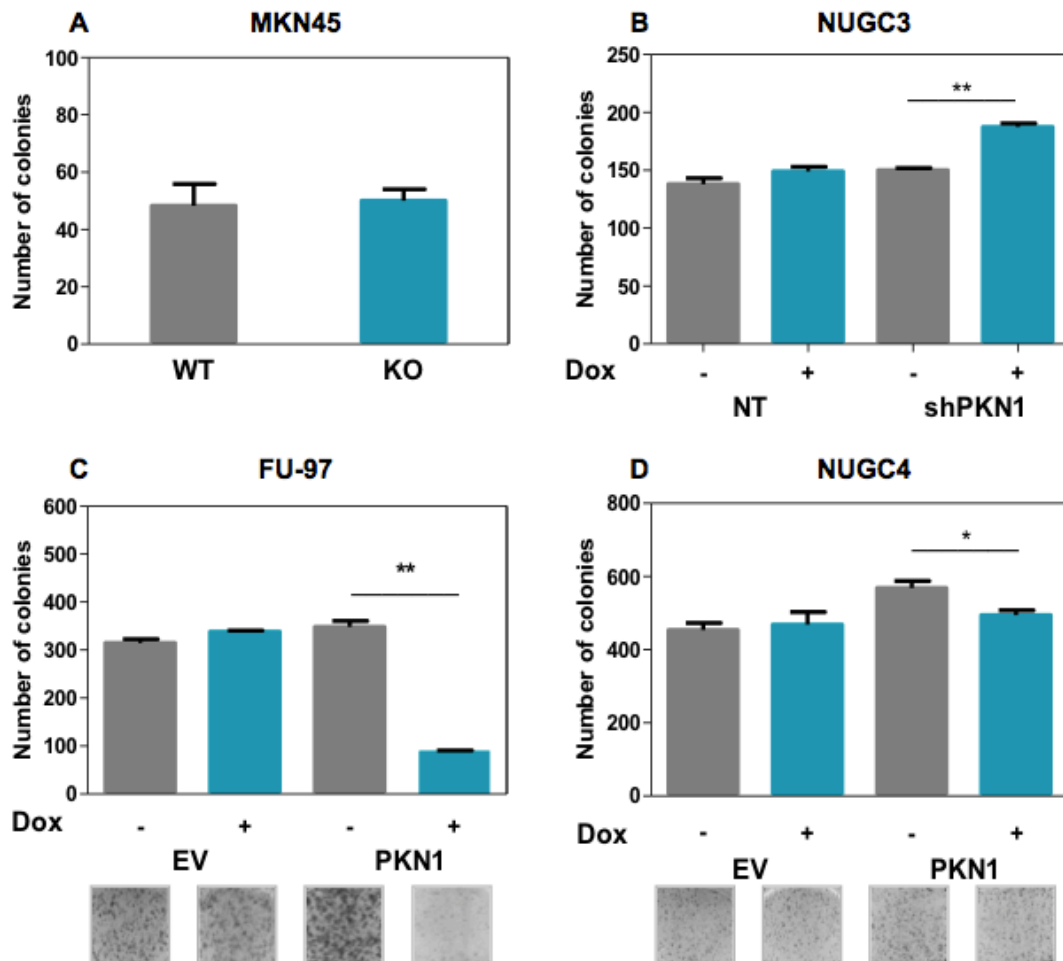 A MKN45
Number of colonies
100
80
60
40
20
0
WT KO
B NUGC3
Number of colonies
250
200
150
100
50
0
**
Dox - + - +
NT shPKN1
C FU-97
Number of colonies
600
500
400
300
200
100
0
**
Dox - + - +
EV PKN1
D NUGC4
Number of colonies
800
600
400
200
0
*
Dox - + - +
EV PKN1